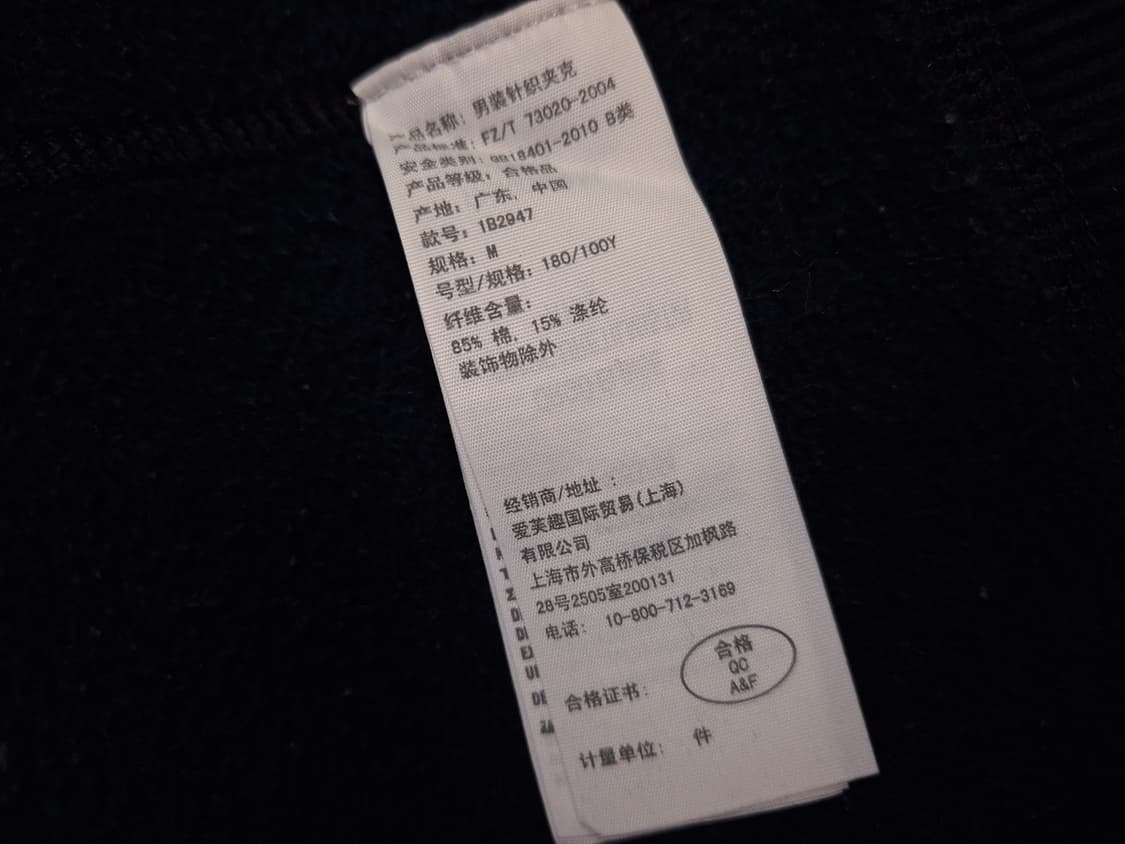 产品名称: 男装针织夹克
产品标准: FZ/T 73020-2004
安全类别: GB18401-2010 B类
产品等级: 合格品
产地: 广东, 中国
款号: 1B2947
规格: M
号型/规格: 180/100Y
纤维含量:
85% 棉, 15% 涤纶
装饰物除外
经销商/地址 :
爱芙趣国际贸易(上海)
有限公司
上海市外高桥保税区加枫路
28号2505室200131
电话: 10-800-712-3169
合格证书:
合格
QC
A&F
计量单位: 件